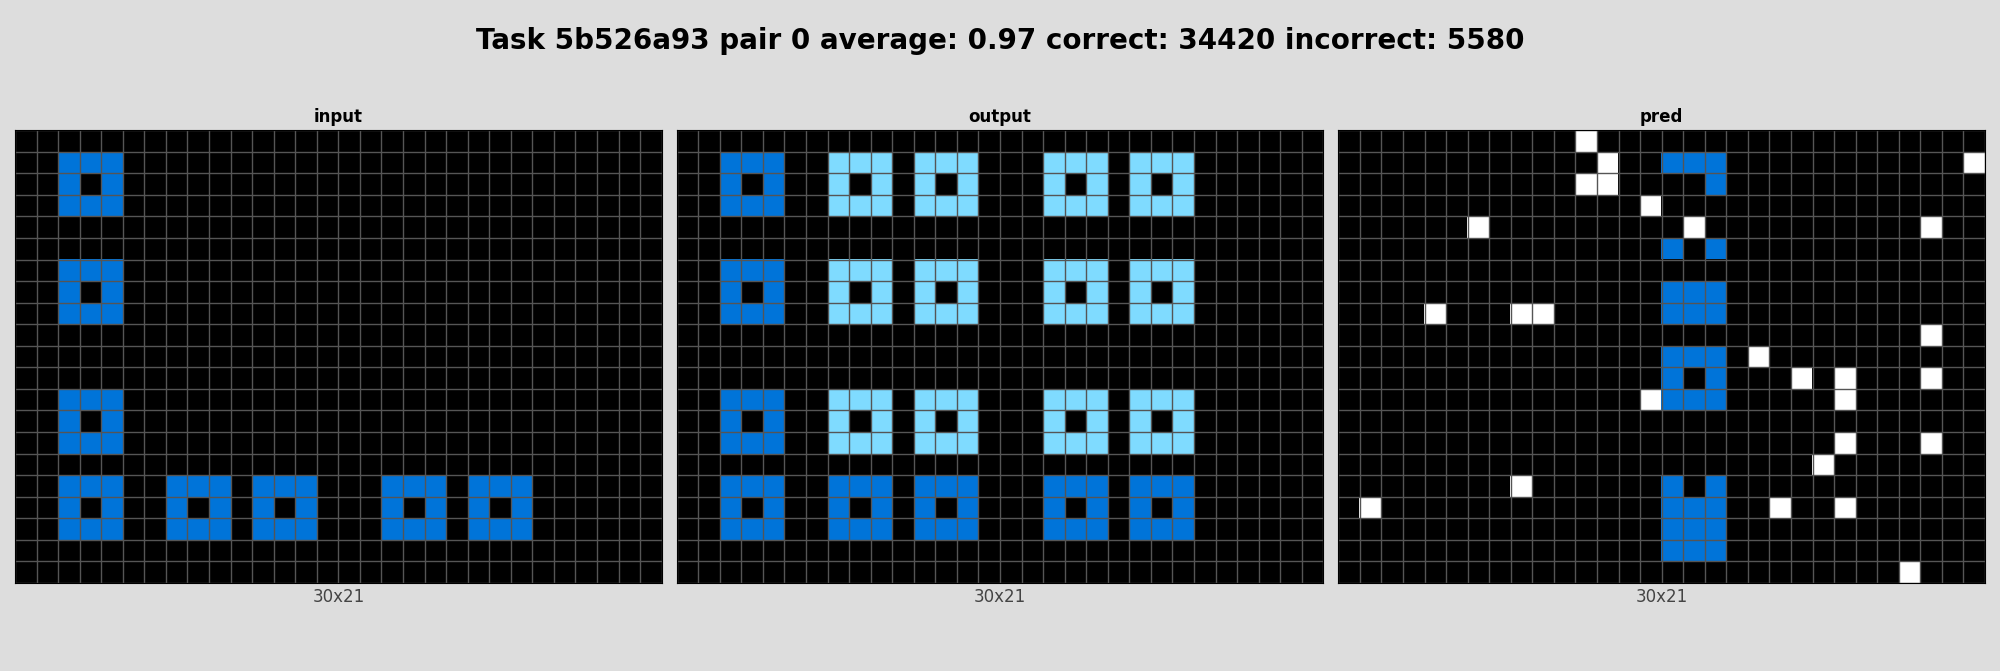 Task 5b526a93 pair 0 average: 0.97 correct: 34420 incorrect: 5580
input
output
pred
30x21
30x21
30x21